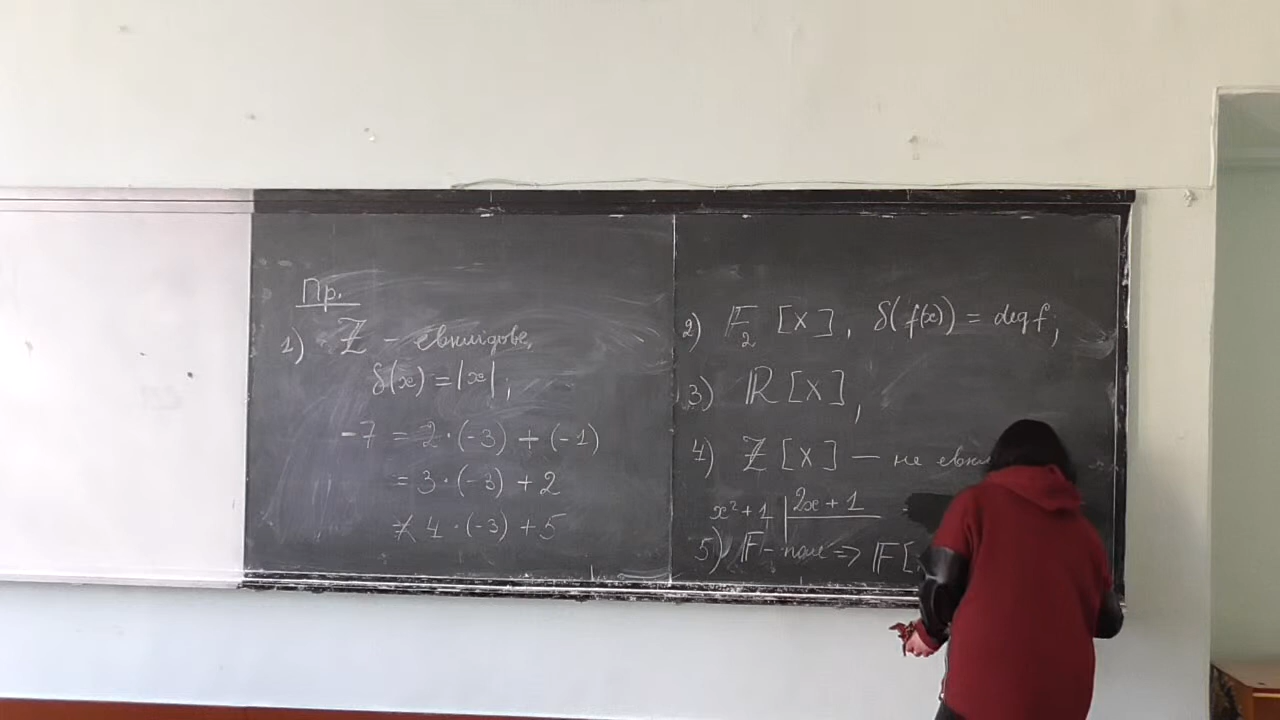 Пр.
1) ℤ – евклідове,
δ(x) = |x|;
-7 = 2·(-3) + (-1)
= 3·(-3) + 2
≠ 4·(-3) + 5
2) 𝔽₂ [x], δ(f(x)) = deg f;
3) ℝ [x],
4) ℤ [x] — не евкл
x² + 1 | 2x + 1
5) 𝔽 – поле ⇒ 𝔽[